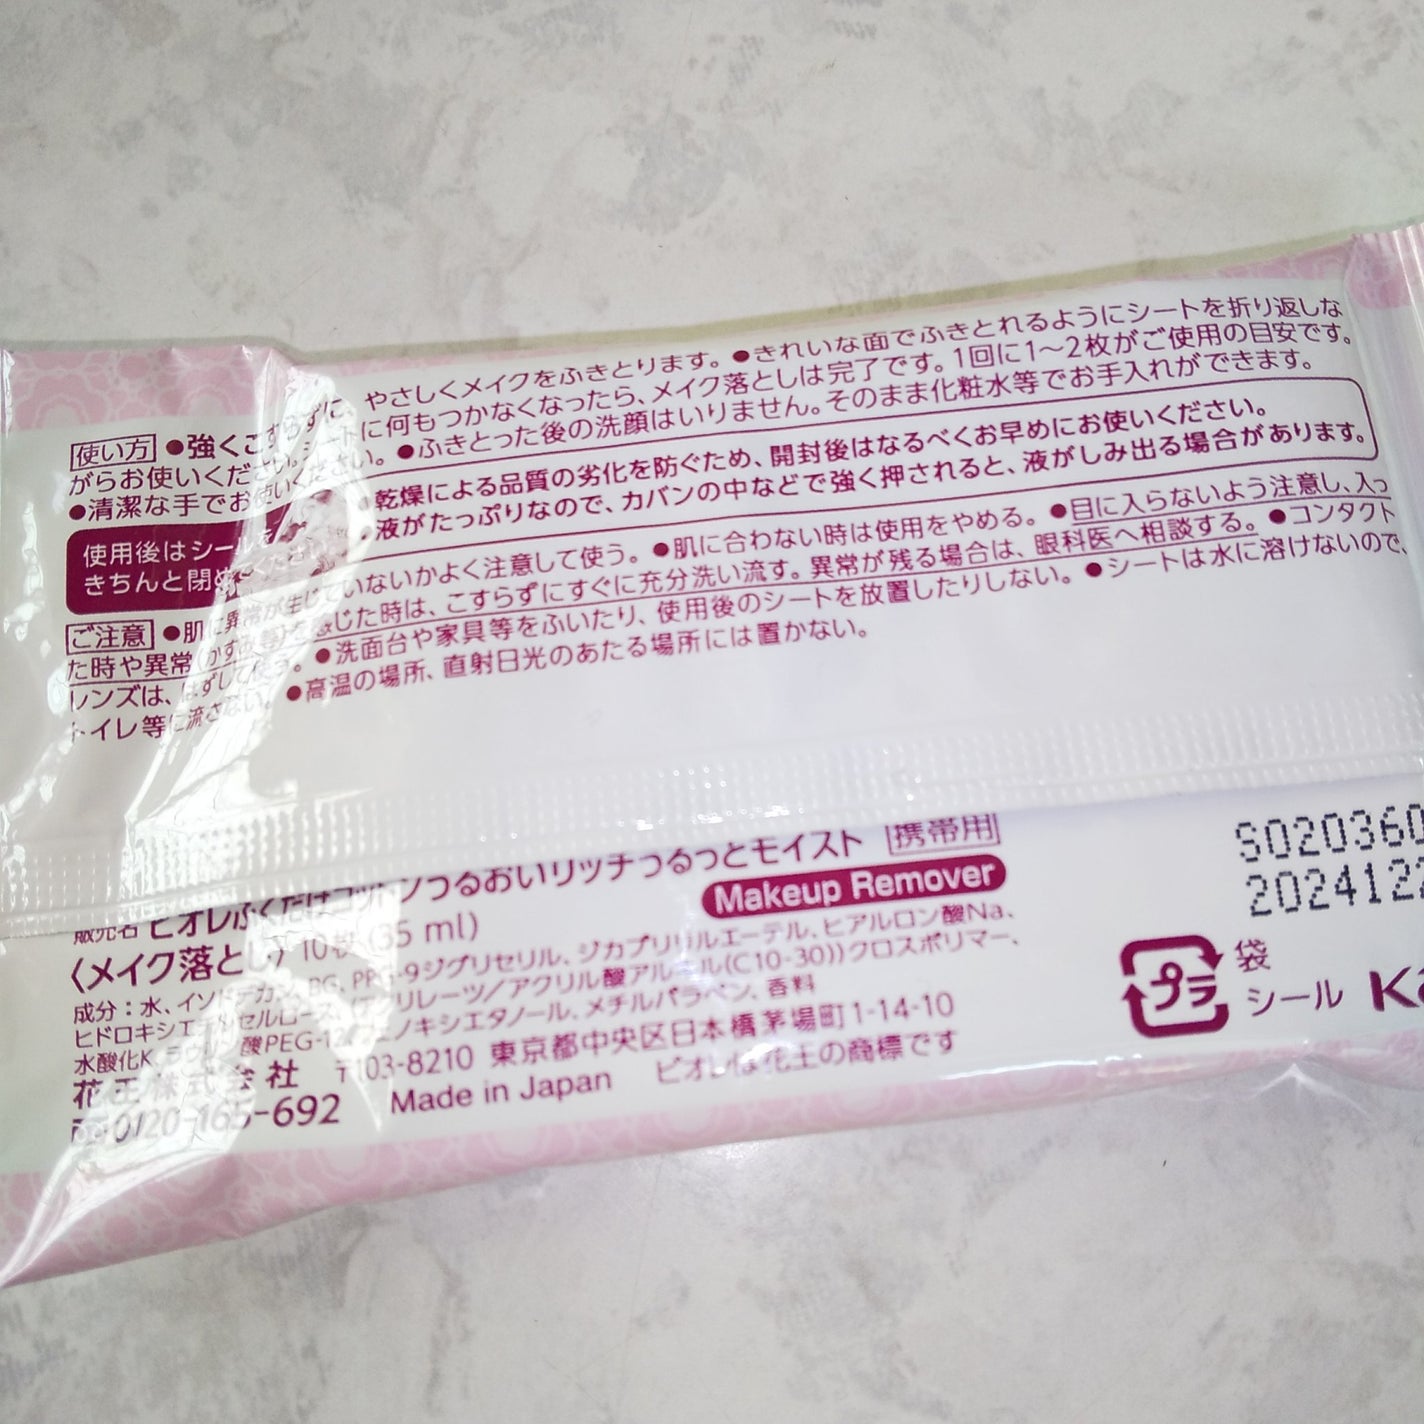 使い方 ●強くこすらずに、やさしくメイクをふきとります。●きれいな面でふきとれるようにシートを折り返しな
がらお使いください。シートに何もつかなくなったら、メイク落としは完了です。1回に1〜2枚がご使用の目安です。
●清潔な手でお使いください。●ふきとった後の洗顔はいりません。そのまま化粧水等でお手入れができます。
使用後はシールを
きちんと閉めてください。
●乾燥による品質の劣化を防ぐため、開封後はなるべくお早めにお使いください。
●液がたっぷりなので、カバンの中などで強く押されると、液がしみ出る場合があります。
ご注意 ●肌に異常が生じていないかよく注意して使う。●肌に合わない時は使用をやめる。●目に入らないよう注意し、入っ
た時や異常(かすみ等)を感じた時は、こすらずにすぐに充分洗い流す。異常が残る場合は、眼科医へ相談する。●コンタクト
レンズは、はずして使う。●洗面台や家具等をふいたり、使用後のシートを放置したりしない。●シートは水に溶けないので、
トイレ等に流さない。●高温の場所、直射日光のあたる場所には置かない。
販売名 ビオレふくだけコットンうるおいリッチうるっとモイスト 携帯用
〈メイク落とし〉10枚(35 ml) Makeup Remover
成分：水、イソドデカン、BG、PPG-9ジグリセリル、ジカプリリルエーテル、ヒアルロン酸Na、
ヒドロキシエチルセルロース、(アクリレーツ/アクリル酸アルキル(C10-30))クロスポリマー、
水酸化K、ラウリン酸PEG-12、フェノキシエタノール、メチルパラベン、香料
花王株式会社 〒103-8210 東京都中央区日本橋茅場町1-14-10
0120-165-692 Made in Japan ビオレは花王の商標です
S020360
2024122
プラ
袋
シール